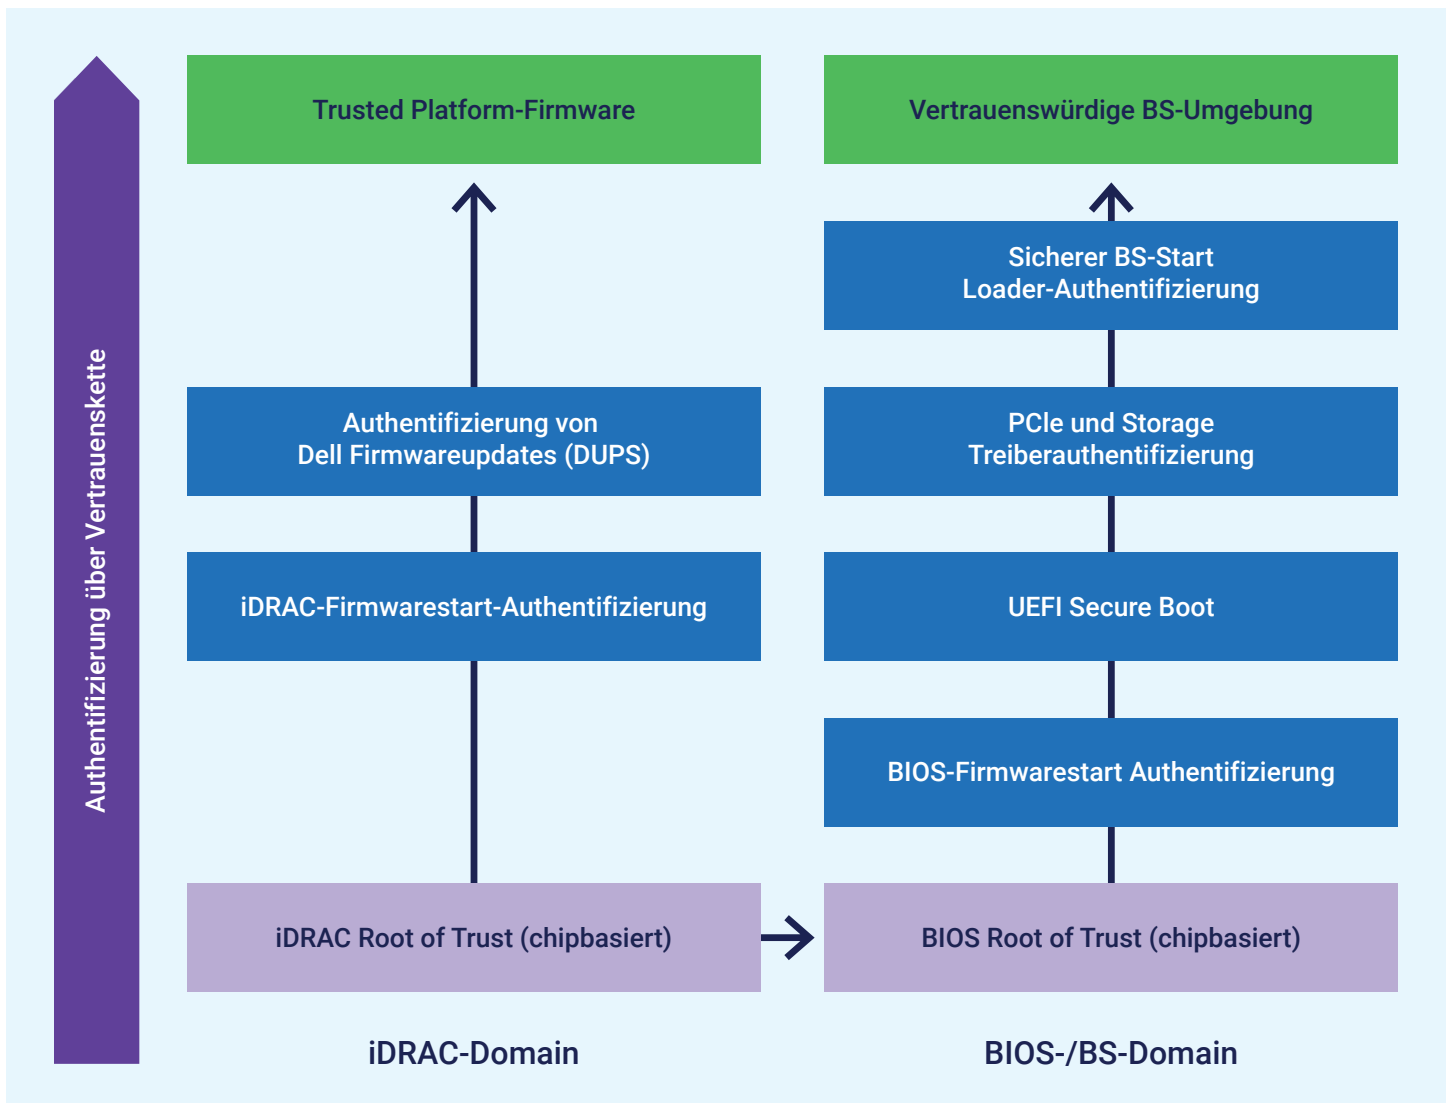 Authentifizierung über Vertrauenskette
Trusted Platform-Firmware
Authentifizierung von
Dell Firmwareupdates (DUPS)
iDRAC-Firmwarestart-Authentifizierung
iDRAC Root of Trust (chipbasiert)
iDRAC-Domain
Vertrauenswürdige BS-Umgebung
Sicherer BS-Start
Loader-Authentifizierung
PCIe und Storage
Treiberauthentifizierung
UEFI Secure Boot
BIOS-Firmwarestart Authentifizierung
BIOS Root of Trust (chipbasiert)
BIOS-/BS-Domain